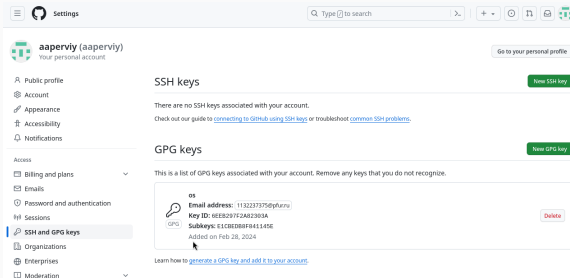 Settings
Type / to search
aaperviy (aaperviy)
Your personal account
Go to your personal profile
Public profile
Account
Appearance
Accessibility
Notifications
Access
Billing and plans
Emails
Password and authentication
Sessions
SSH and GPG keys
Organizations
Enterprises
Moderation
SSH keys
New SSH key
There are no SSH keys associated with your account.
Check out our guide to connecting to GitHub using SSH keys or troubleshoot common SSH problems.
GPG keys
New GPG key
This is a list of GPG keys associated with your account. Remove any keys that you do not recognize.
os
Email address: 1132237375@pfur.ru
Key ID: 6EEB297F2A82303A
Subkeys: E1CBEDB8F841145E
Added on Feb 28, 2024
GPG
Delete
Learn how to generate a GPG key and add it to your account.